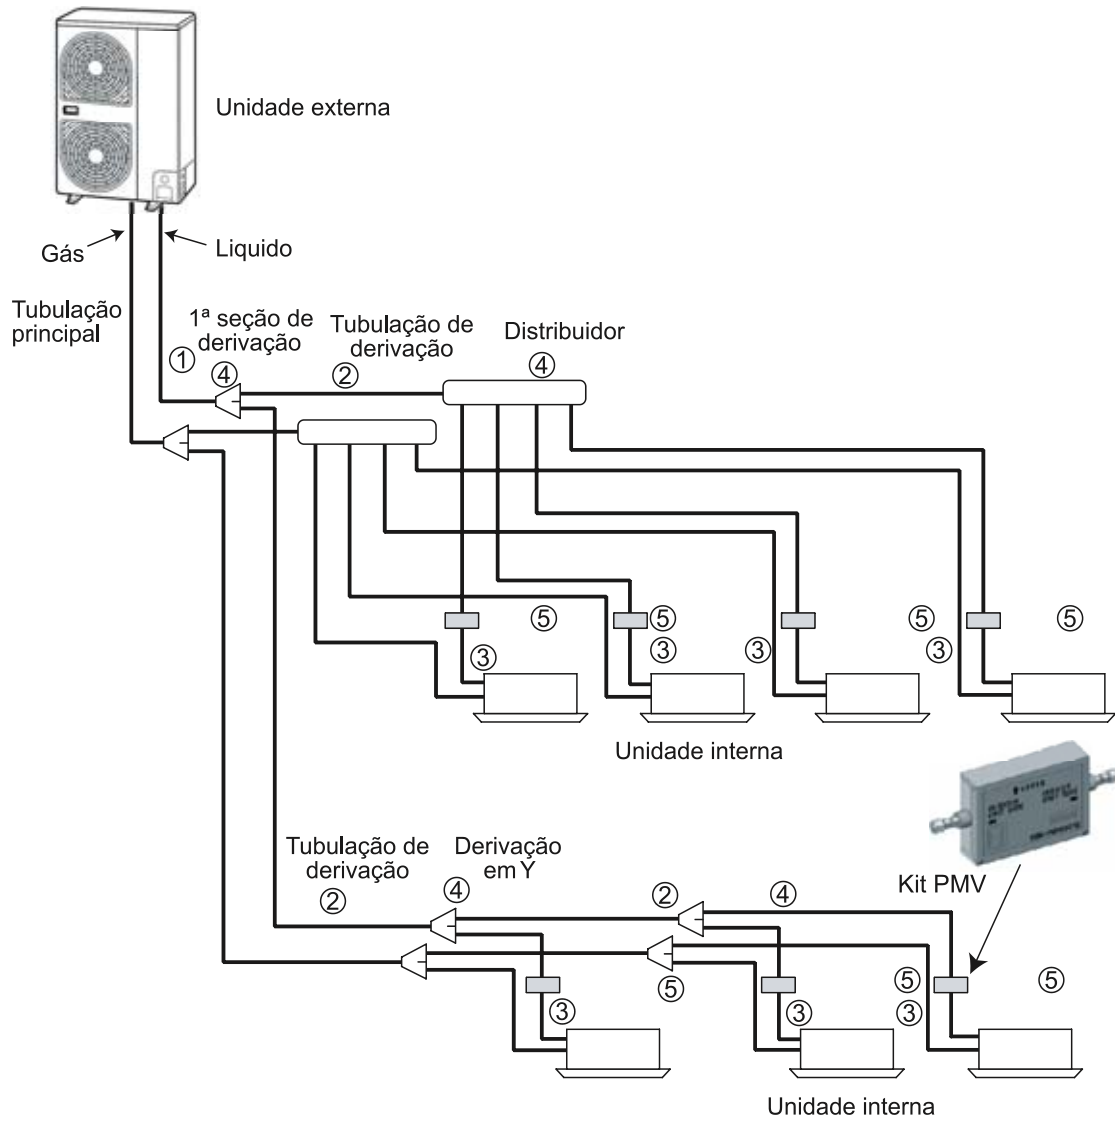 Unidade externa
Gás
Liquido
Tubulação
principal
1ª seção de
derivação
Tubulação de
derivação
Distribuidor
①
④
②
④
⑤
⑤
⑤
⑤
③
③
③
③
Unidade interna
Kit PMV
Tubulação de
derivação
Derivação
em Y
②
④
②
④
⑤
⑤
⑤
③
③
③
Unidade interna